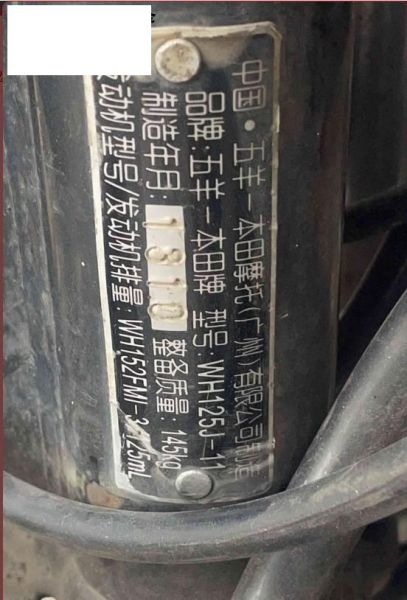 中国·五羊—本田摩托(广州)有限公司制造
品牌:五羊—本田牌 型号:WH125J-11
制造年月:1810 整备质量:145kg
发动机型号/发动机排量:WH152FMI-3/125mL